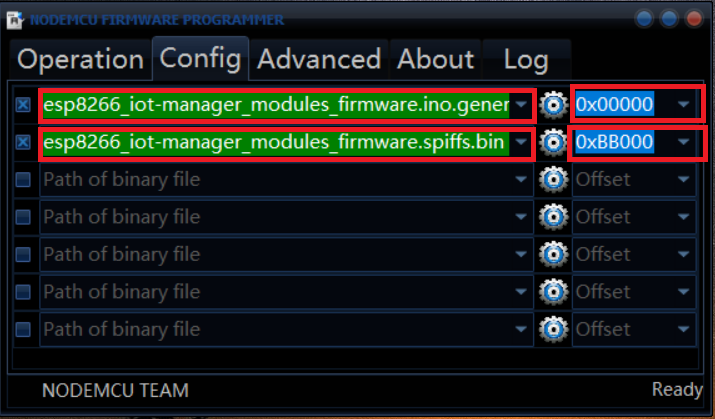 NODEMCU FIRMWARE PROGRAMMER
Operation Config Advanced About Log
esp8266_iot-manager_modules_firmware.ino.gener 0x00000
esp8266_iot-manager_modules_firmware.spiffs.bin 0xBB000
Path of binary file Offset
Path of binary file Offset
Path of binary file Offset
Path of binary file Offset
Path of binary file Offset
NODEMCU TEAM Ready